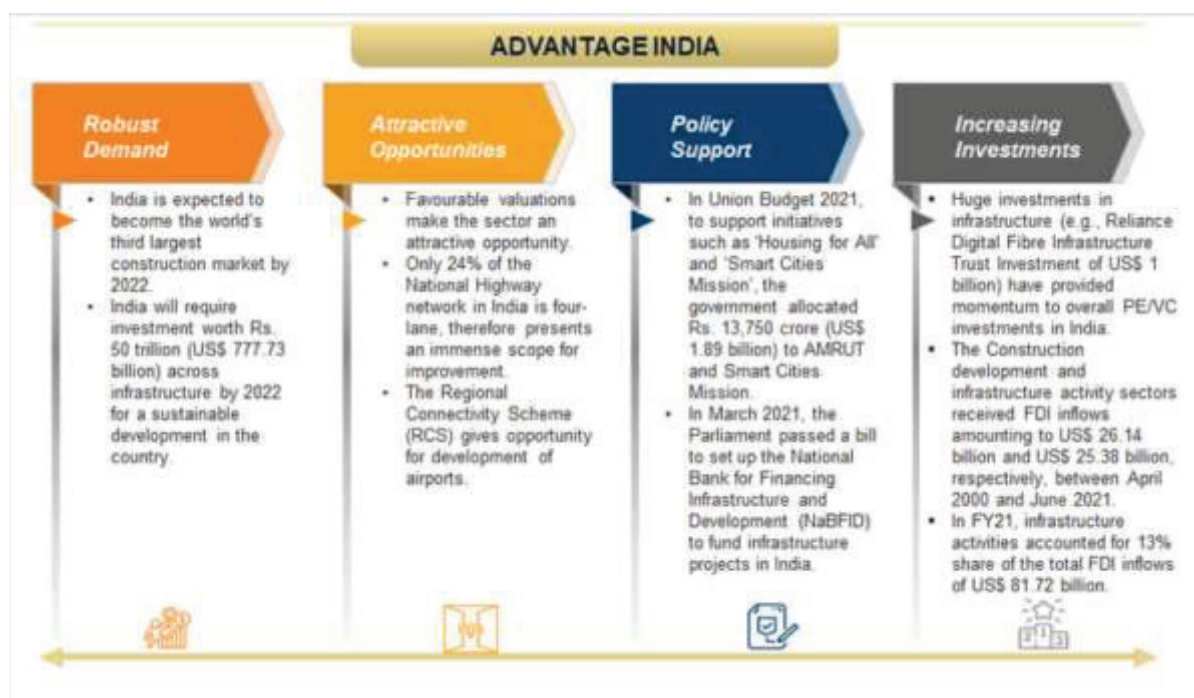 ADVANTAGE INDIA
Robust
Demand
• India is expected to
become the world's
third largest
construction market by
2022.
• India will require
investment worth Rs.
50 trillion (US$ 777.73
billion) across
infrastructure by 2022
for a sustainable
development in the
country.
Attractive
Opportunities
• Favourable valuations
make the sector an
attractive opportunity.
• Only 24% of the
National Highway
network in India is four-
lane, therefore presents
an immense scope for
improvement.
• The Regional
Connectivity Scheme
(RCS) gives opportunity
for development of
airports.
Policy
Support
• In Union Budget 2021,
to support initiatives
such as 'Housing for All'
and 'Smart Cities
Mission', the
government allocated
Rs. 13,750 crore (US$
1.89 billion) to AMRUT
and Smart Cities
Mission.
• In March 2021, the
Parliament passed a bill
to set up the National
Bank for Financing
Infrastructure and
Development (NaBFID)
to fund infrastructure
projects in India.
Increasing
Investments
▪ Huge investments in
infrastructure (e.g., Reliance
Digital Fibre Infrastructure
Trust Investment of US$ 1
billion) have provided
momentum to overall PE/VC
investments in India.
▪ The Construction
development and
infrastructure activity sectors
received FDI inflows
amounting to US$ 26.14
billion and US$ 25.38 billion,
respectively, between April
2000 and June 2021.
▪ In FY21, infrastructure
activities accounted for 13%
share of the total FDI inflows
of US$ 81.72 billion.